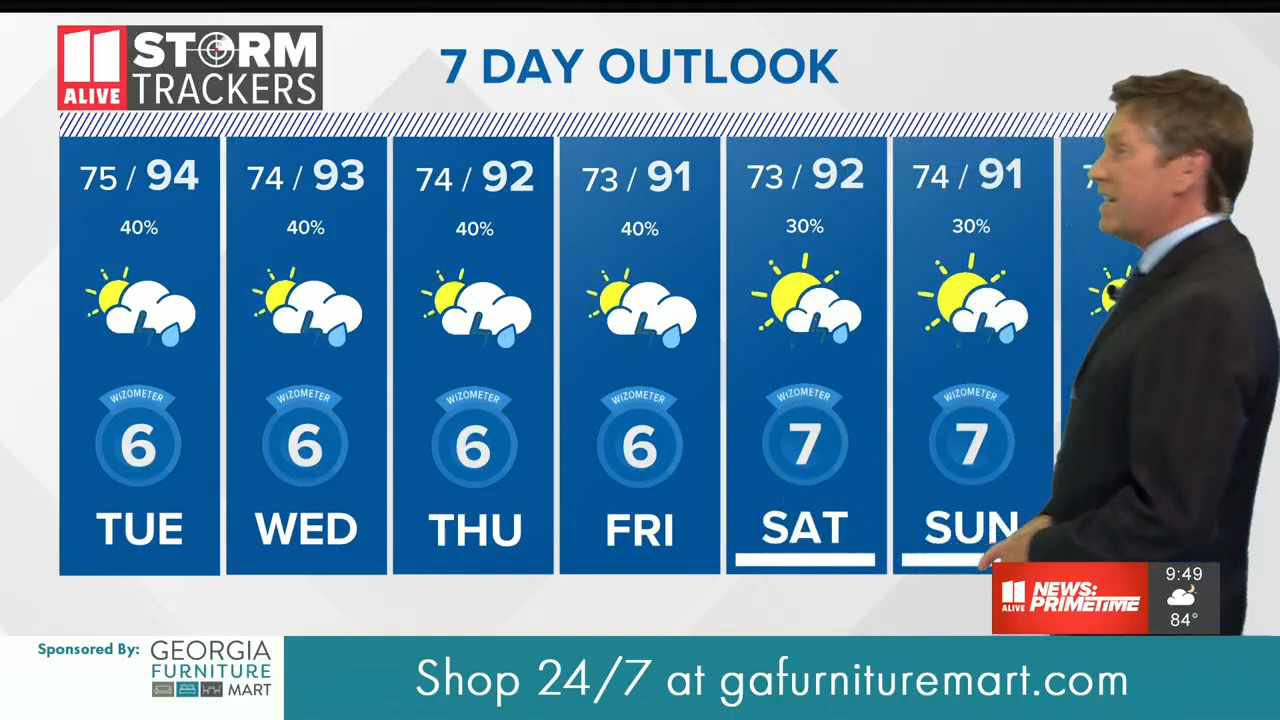 11 ALIVE STORM TRACKERS
7 DAY OUTLOOK
75 / 94
40%
WIZOMETER
6
TUE
74 / 93
40%
WIZOMETER
6
WED
74 / 92
40%
WIZOMETER
6
THU
73 / 91
40%
WIZOMETER
6
FRI
73 / 92
30%
WIZOMETER
7
SAT
74 / 91
30%
WIZOMETER
7
SUN
11 ALIVE
NEWS:
PRIMETIME
9:49
84°
Sponsored By:
GEORGIA
FURNITURE
MART
Shop 24/7 at gafurnituremart.com